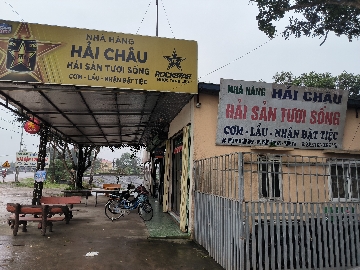 NHÀ HÀNG
HẢI CHÂU
HẢI SẢN TƯƠI SỐNG
CƠM - LẨU - NHẬN ĐẶT TIỆC
ROCKSTAR
NHÀ HÀNG HẢI CHÂU
HẢI SẢN TƯƠI SỐNG
CƠM - LẨU - NHẬN ĐẶT TIỆC